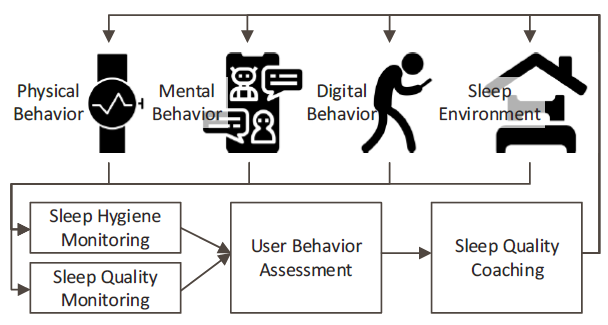 Physical
Behavior
Mental
Behavior
Digital
Behavior
Sleep
Environment
Sleep Hygiene
Monitoring
Sleep Quality
Monitoring
User Behavior
Assessment
Sleep Quality
Coaching